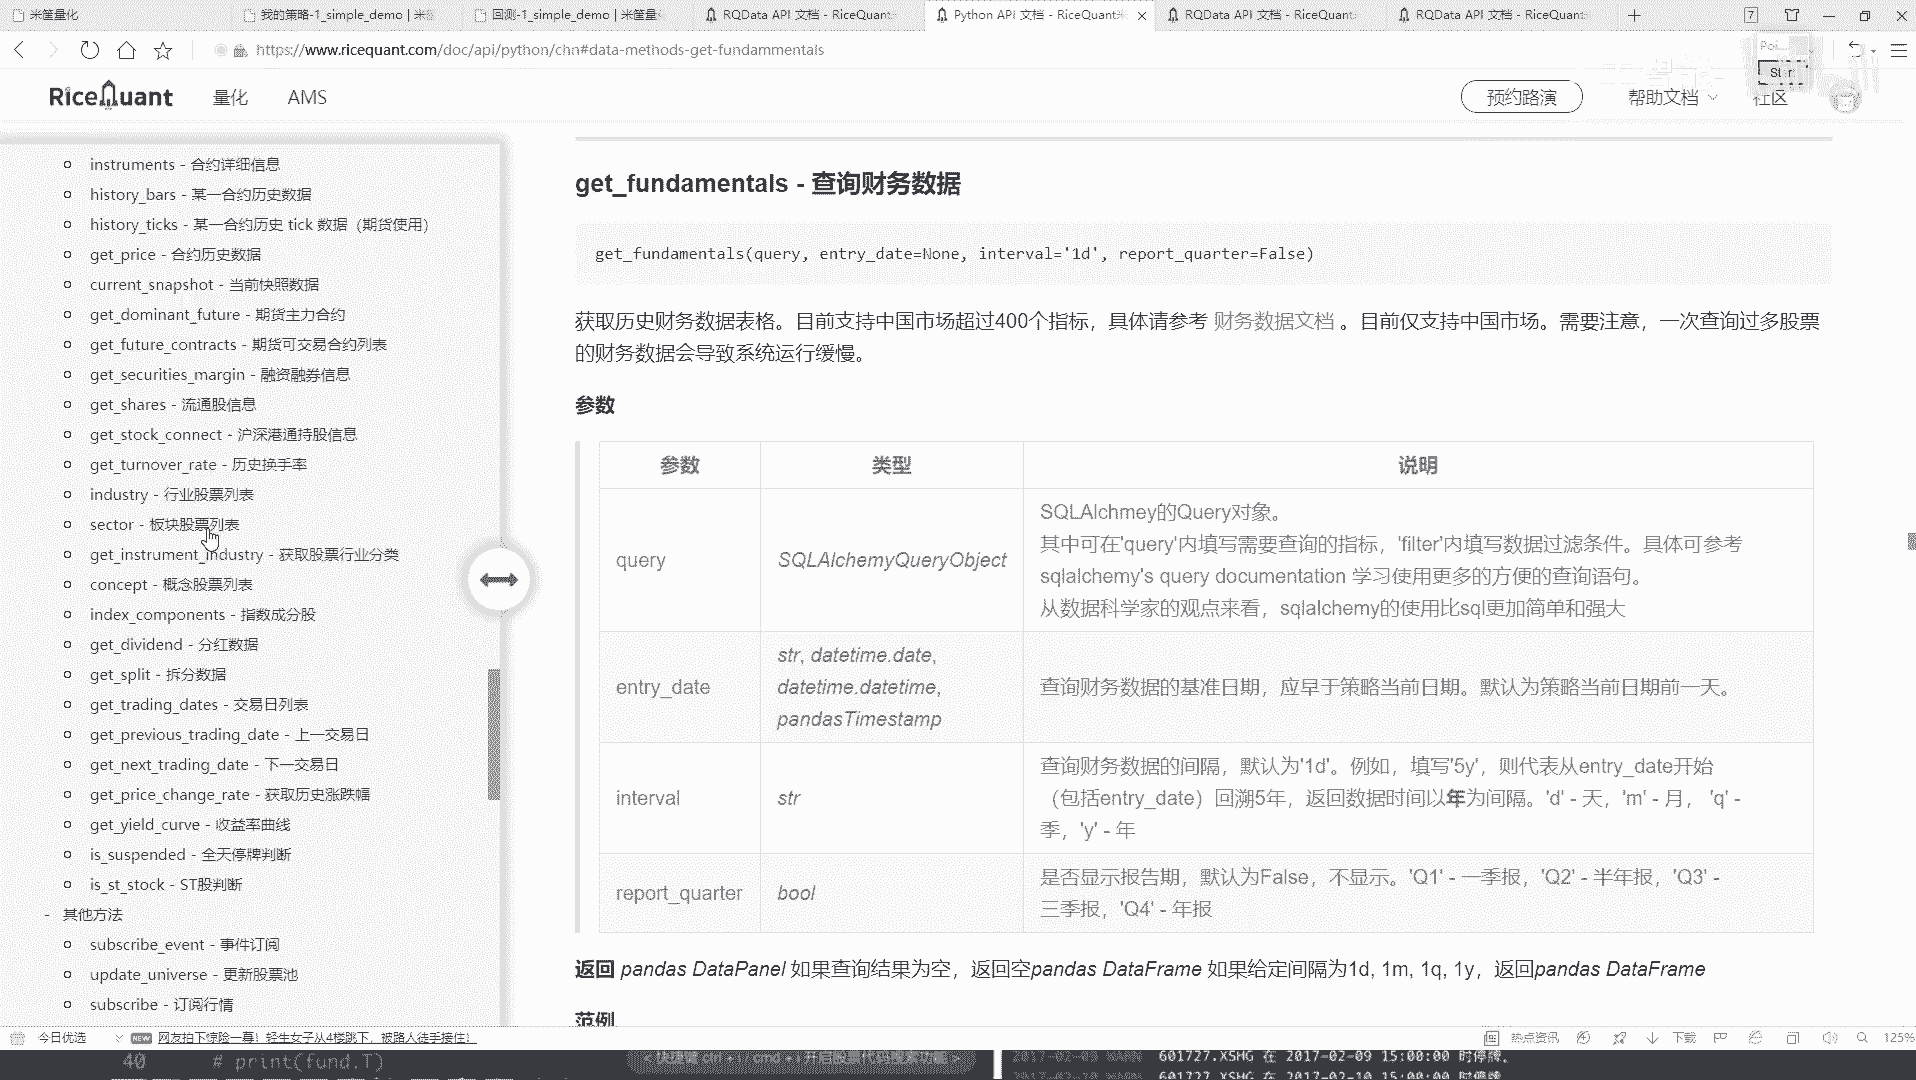 米筐量化
我的策略-1_simple_demo | 米筐
回测-1_simple_demo | 米筐量化
RQData API 文档 - RiceQuant
Python API 文档 - RiceQuant米
RQData API 文档 - RiceQuant
RQData API 文档 - RiceQuant
7
https://www.ricequant.com/doc/api/python/chn#data-methods-get-fundammentals
RiceQuant
量化
AMS
预约路演
帮助文档
社区
instruments - 合约详细信息
history_bars - 某一合约历史数据
history_ticks - 某一合约历史 tick 数据（期货使用）
get_price - 合约历史数据
current_snapshot - 当前快照数据
get_dominant_future - 期货主力合约
get_future_contracts - 期货可交易合约列表
get_securities_margin - 融资融券信息
get_shares - 流通股信息
get_stock_connect - 沪深港通持股信息
get_turnover_rate - 历史换手率
industry - 行业股票列表
sector - 板块股票列表
get_instrument_industry - 获取股票行业分类
concept - 概念股票列表
index_components - 指数成分股
get_dividend - 分红数据
get_split - 拆分数据
get_trading_dates - 交易日列表
get_previous_trading_date - 上一交易日
get_next_trading_date - 下一交易日
get_price_change_rate - 获取历史涨跌幅
get_yield_curve - 收益率曲线
is_suspended - 全天停牌判断
is_st_stock - ST股判断
- 其他方法
subscribe_event - 事件订阅
update_universe - 更新股票池
subscribe - 订阅行情
get_fundamentals - 查询财务数据
get_fundamentals(query, entry_date=None, interval='1d', report_quarter=False)
获取历史财务数据表格。目前支持中国市场超过400个指标，具体请参考 财务数据文档 。目前仅支持中国市场。需要注意，一次查询过多股票
的财务数据会导致系统运行缓慢。
参数
参数 类型 说明
query SQLAlchemyQueryObject
SQLAlchmey的Query对象。
其中可在'query'内填写需要查询的指标，'filter'内填写数据过滤条件。具体可参考
sqlalchemy's query documentation 学习使用更多的方便的查询语句。
从数据科学家的观点来看，sqlalchemy的使用比sql更加简单和强大
entry_date
str, datetime.date,
datetime.datetime,
pandasTimestamp
查询财务数据的基准日期，应早于策略当前日期。默认为策略当前日期前一天。
interval str
查询财务数据的间隔，默认为'1d'。例如，填写'5y'，则代表从entry_date开始
（包括entry_date）回溯5年，返回数据时间以年为间隔。'd' - 天，'m' - 月， 'q' -
季，'y' - 年
report_quarter bool
是否显示报告期，默认为False，不显示。'Q1' - 一季报，'Q2' - 半年报，'Q3' -
三季报，'Q4' - 年报
返回 pandas DataPanel 如果查询结果为空，返回空pandas DataFrame 如果给定间隔为1d, 1m, 1q, 1y，返回pandas DataFrame
范例
今日优选
NEW 网友拍下惊险一幕！轻生女子从4楼跳下，被路人徒手接住！
热点资讯
下载
125%
40 # print(fund.T)
<快捷键 ctrl + i / cmd + i 开启股票代码搜索功能>
2017-02-09 WARN 601727.XSHG 在 2017-02-09 15:00:00 时停牌。
2017-02-10 WARN 601727.XSHG 在 2017-02-10 15:00:00 时停牌。